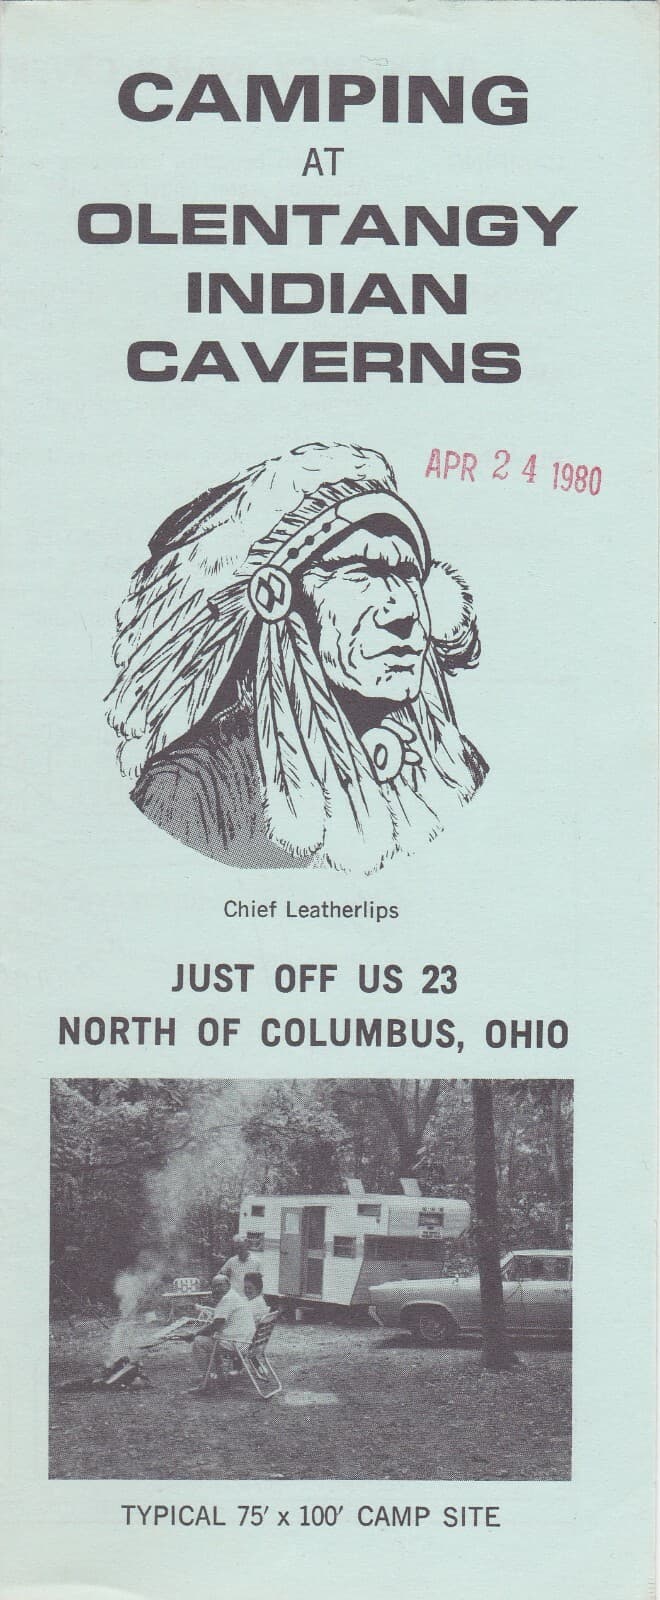 CAMPING
AT
OLENTANGY
INDIAN
CAVERNS
APR 24 1980
Chief Leatherlips
JUST OFF US 23
NORTH OF COLUMBUS, OHIO
TYPICAL 75' x 100' CAMP SITE